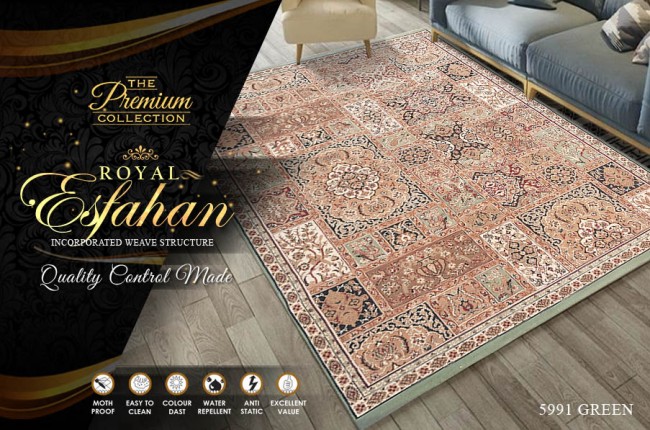 THE
Premium
COLLECTION
ROYAL
Esfahan
INCORPORATED WEAVE STRUCTURE
Quality Control Made
MOTH PROOF
EASY TO CLEAN
COLOUR DAST
WATER REPELLENT
ANTI STATIC
EXCELLENT VALUE
5991 GREEN